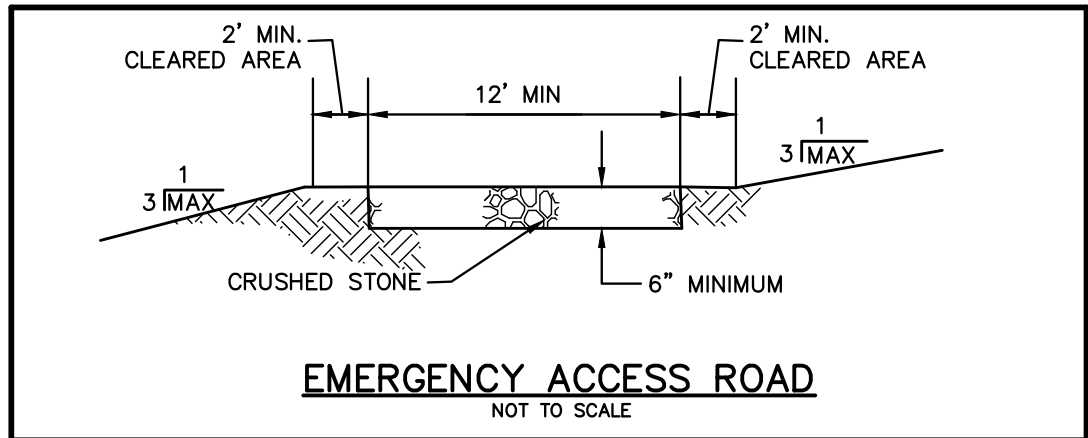 2' MIN.
CLEARED AREA
2' MIN.
CLEARED AREA
12' MIN
1
3 MAX
1
3 MAX
CRUSHED STONE
6" MINIMUM
EMERGENCY ACCESS ROAD
NOT TO SCALE